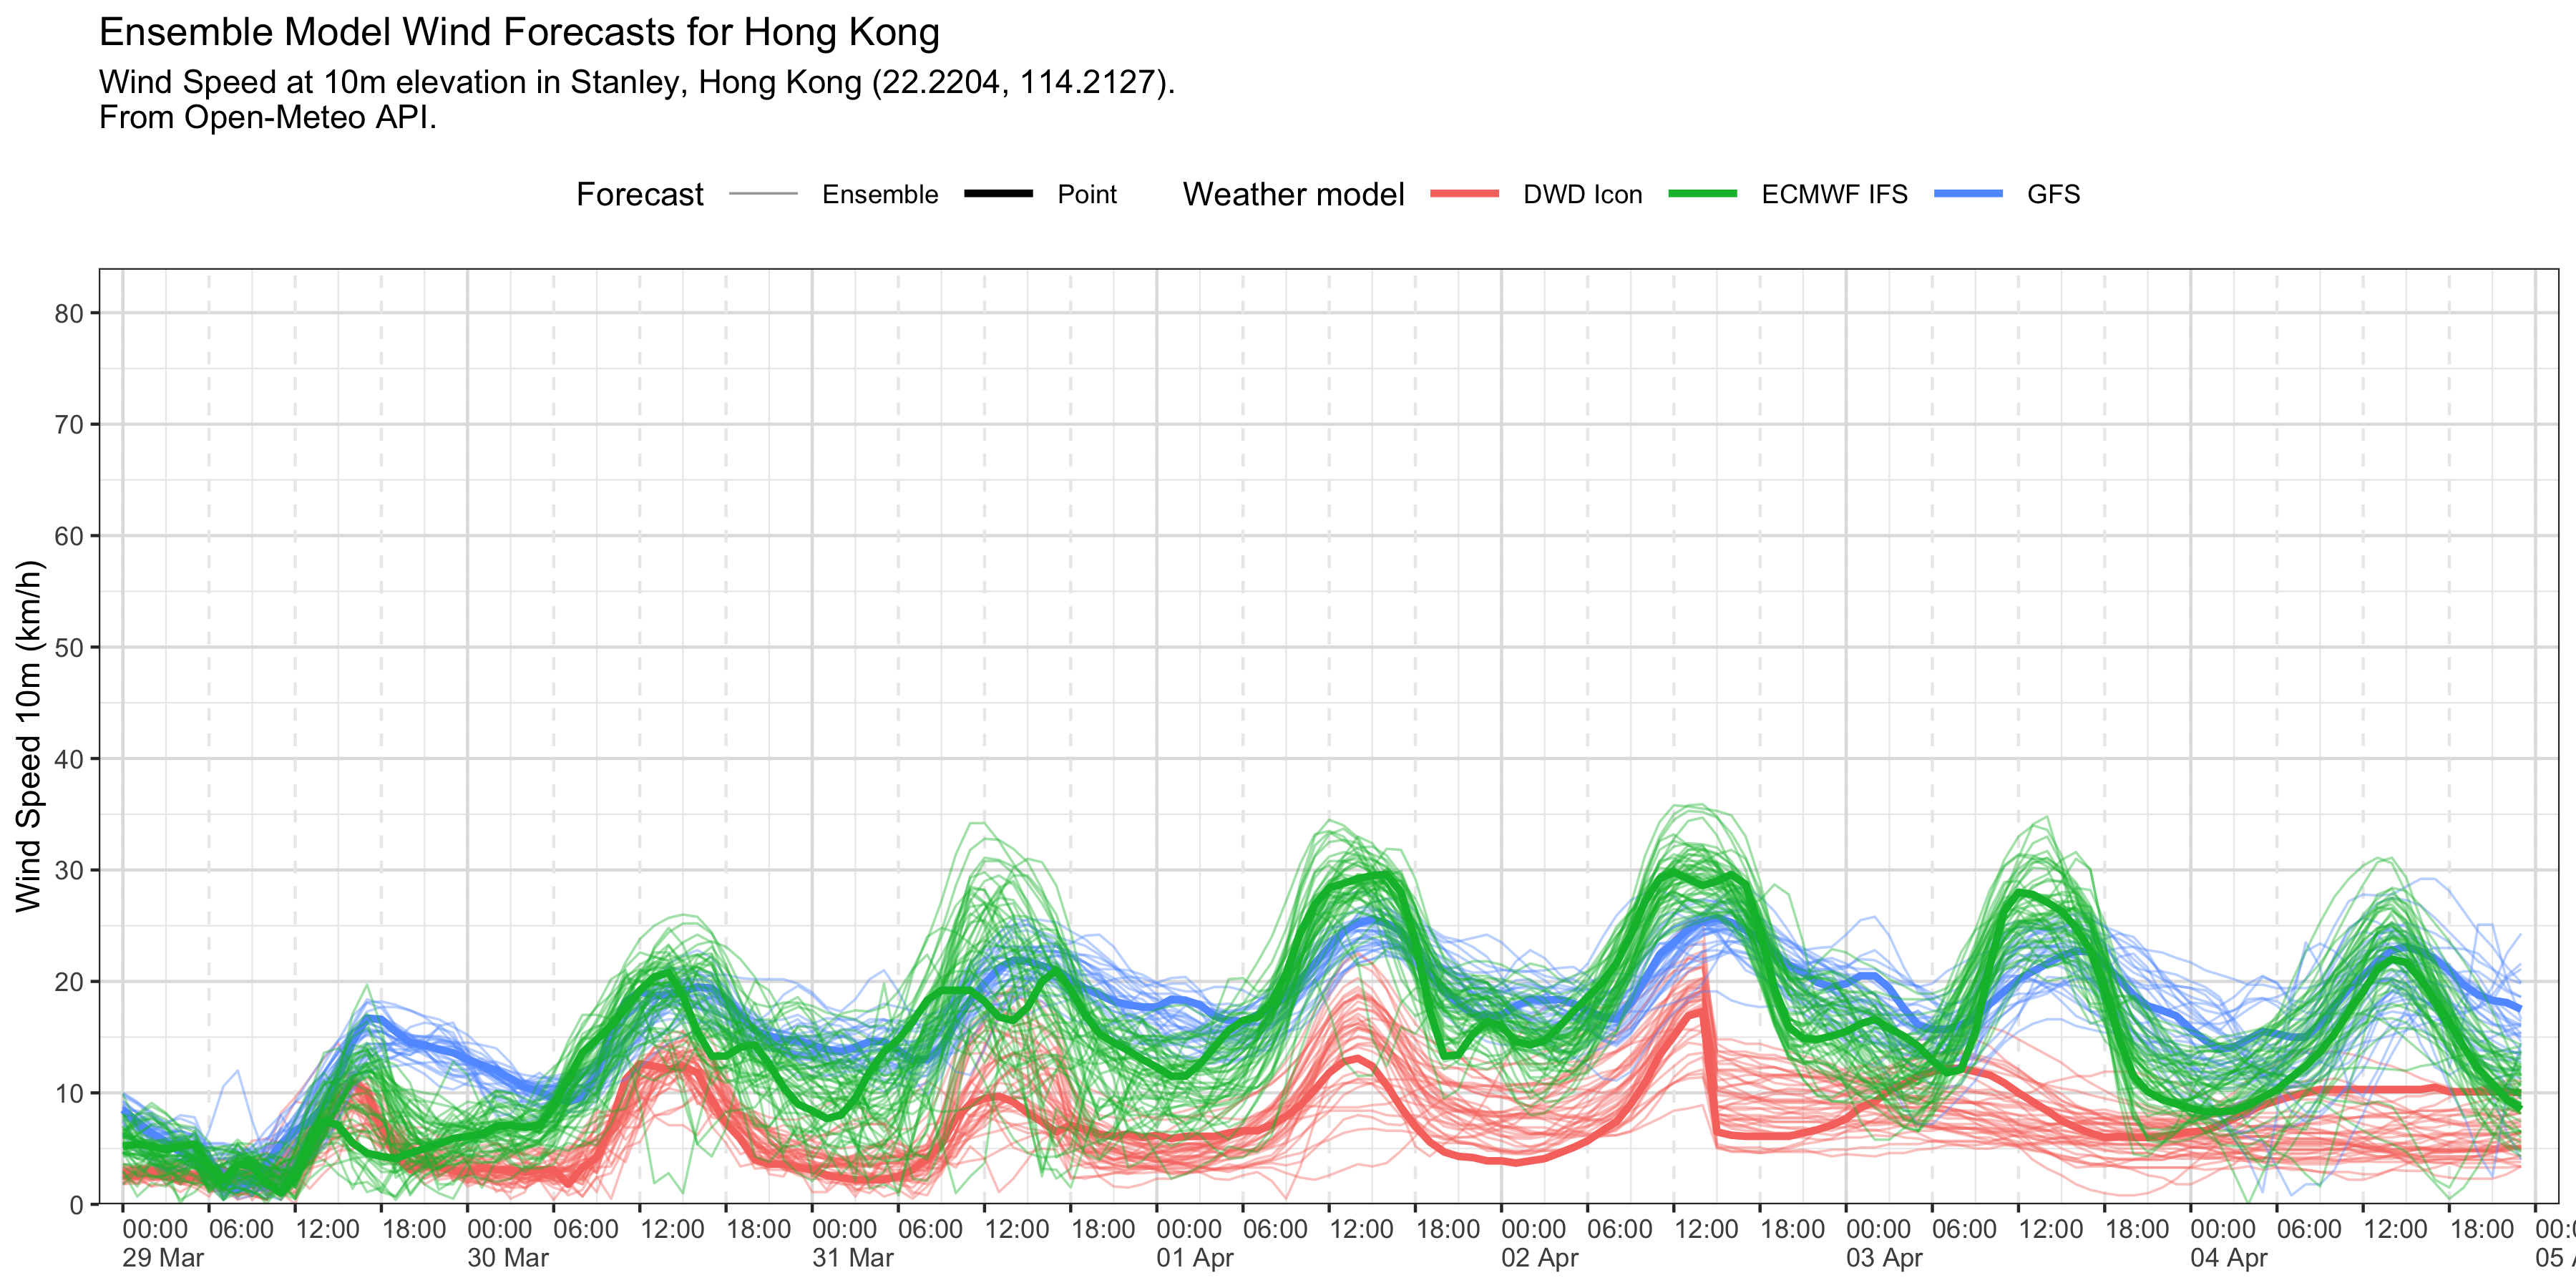 Ensemble Model Wind Forecasts for Hong Kong
Wind Speed at 10m elevation in Stanley, Hong Kong (22.2204, 114.2127).
From Open-Meteo API.
Forecast Ensemble Point Weather model DWD Icon ECMWF IFS GFS
Wind Speed 10m (km/h)
80
70
60
50
40
30
20
10
0
00:00 06:00 12:00 18:00 00:00 06:00 12:00 18:00 00:00 06:00 12:00 18:00 00:00 06:00 12:00 18:00 00:00 06:00 12:00 18:00 00:00 06:00 12:00 18:00 00:00 06:00 12:00 18:00
29 Mar 30 Mar 31 Mar 01 Apr 02 Apr 03 Apr 04 Apr 05